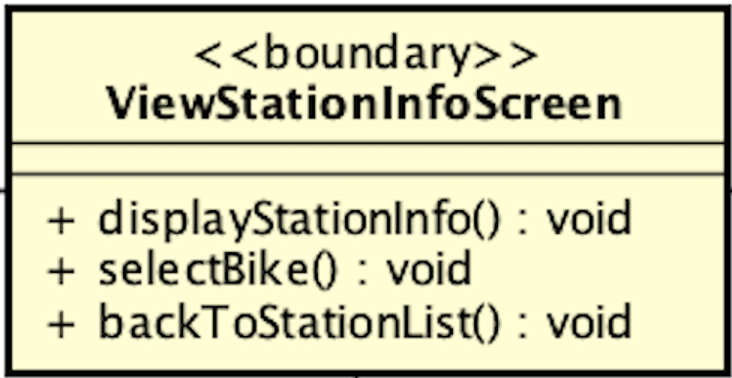 <<boundary>>
ViewStationInfoScreen
+ displayStationInfo() : void
+ selectBike() : void
+ backToStationList() : void